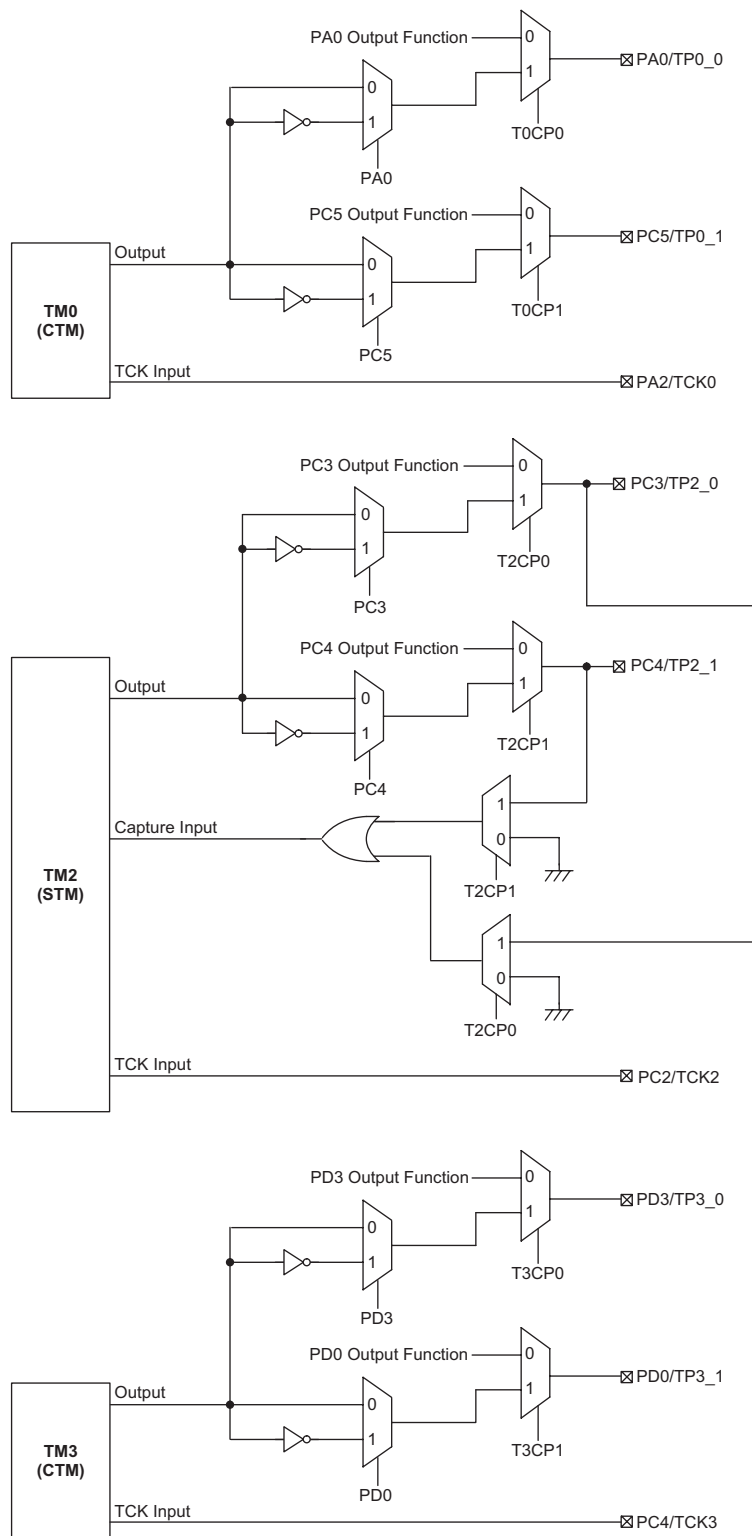 PA0 Output Function
0
1
PA0/TP0_0
T0CP0
0
1
PA0
PC5 Output Function
0
1
PC5/TP0_1
T0CP1
Output
0
1
PC5
TM0
(CTM)
TCK Input
PA2/TCK0
PC3 Output Function
0
1
PC3/TP2_0
T2CP0
0
1
PC3
PC4 Output Function
0
1
PC4/TP2_1
T2CP1
Output
0
1
PC4
Capture Input
1
0
T2CP1
TM2
(STM)
1
0
T2CP0
TCK Input
PC2/TCK2
PD3 Output Function
0
1
PD3/TP3_0
T3CP0
0
1
PD3
PD0 Output Function
0
1
PD0/TP3_1
T3CP1
Output
0
1
PD0
TM3
(CTM)
TCK Input
PC4/TCK3